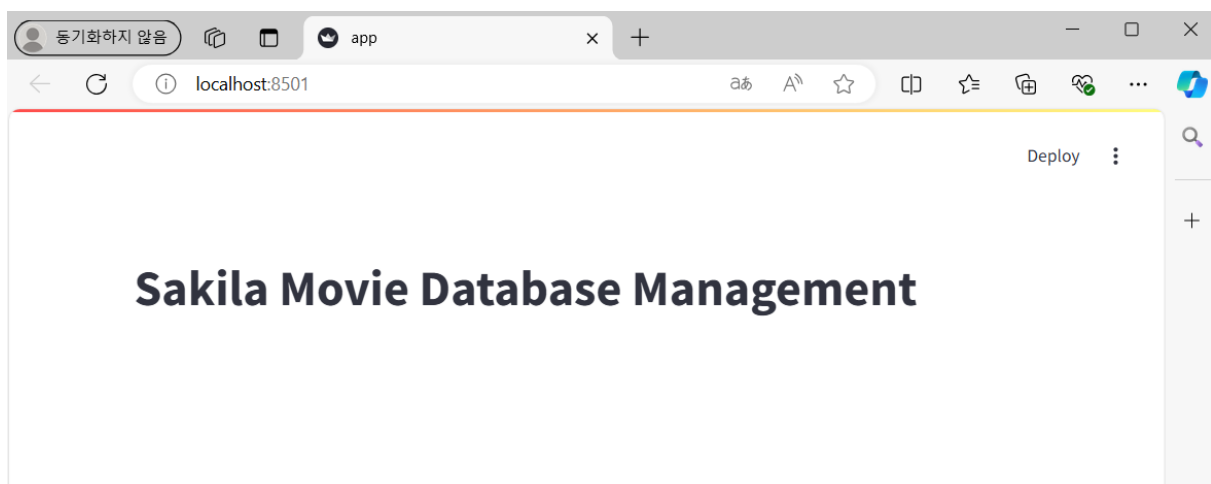 동기화하지 않음
app
localhost:8501
Deploy
Sakila Movie Database Management